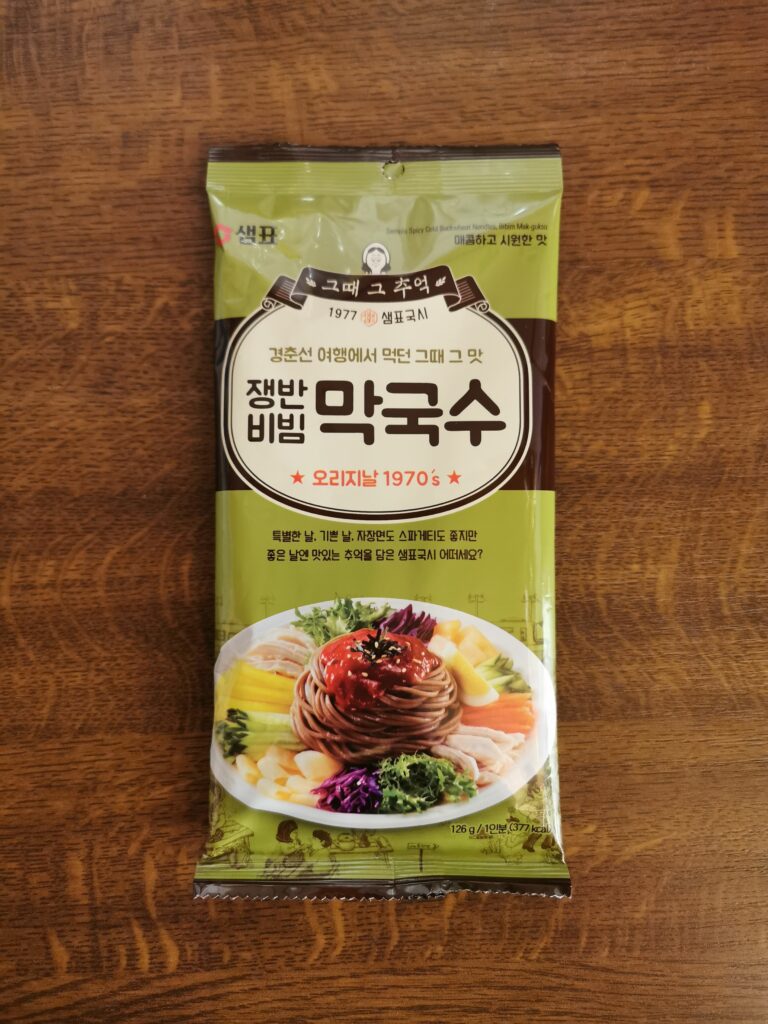 샘표
Sempio Spicy Cold Buckwheat Noodles, Bibim Mak-guksu
매콤하고 시원한 맛
그때 그 추억
1977 샘표국시
경춘선 여행에서 먹던 그때 그 맛
쟁반
비빔 막국수
★ 오리지날 1970's ★
특별한 날, 기쁜 날, 자장면도 스파게티도 좋지만
좋은 날엔 맛있는 추억을 담은 샘표국시 어떠세요?
126 g / 1인분,(377 kcal